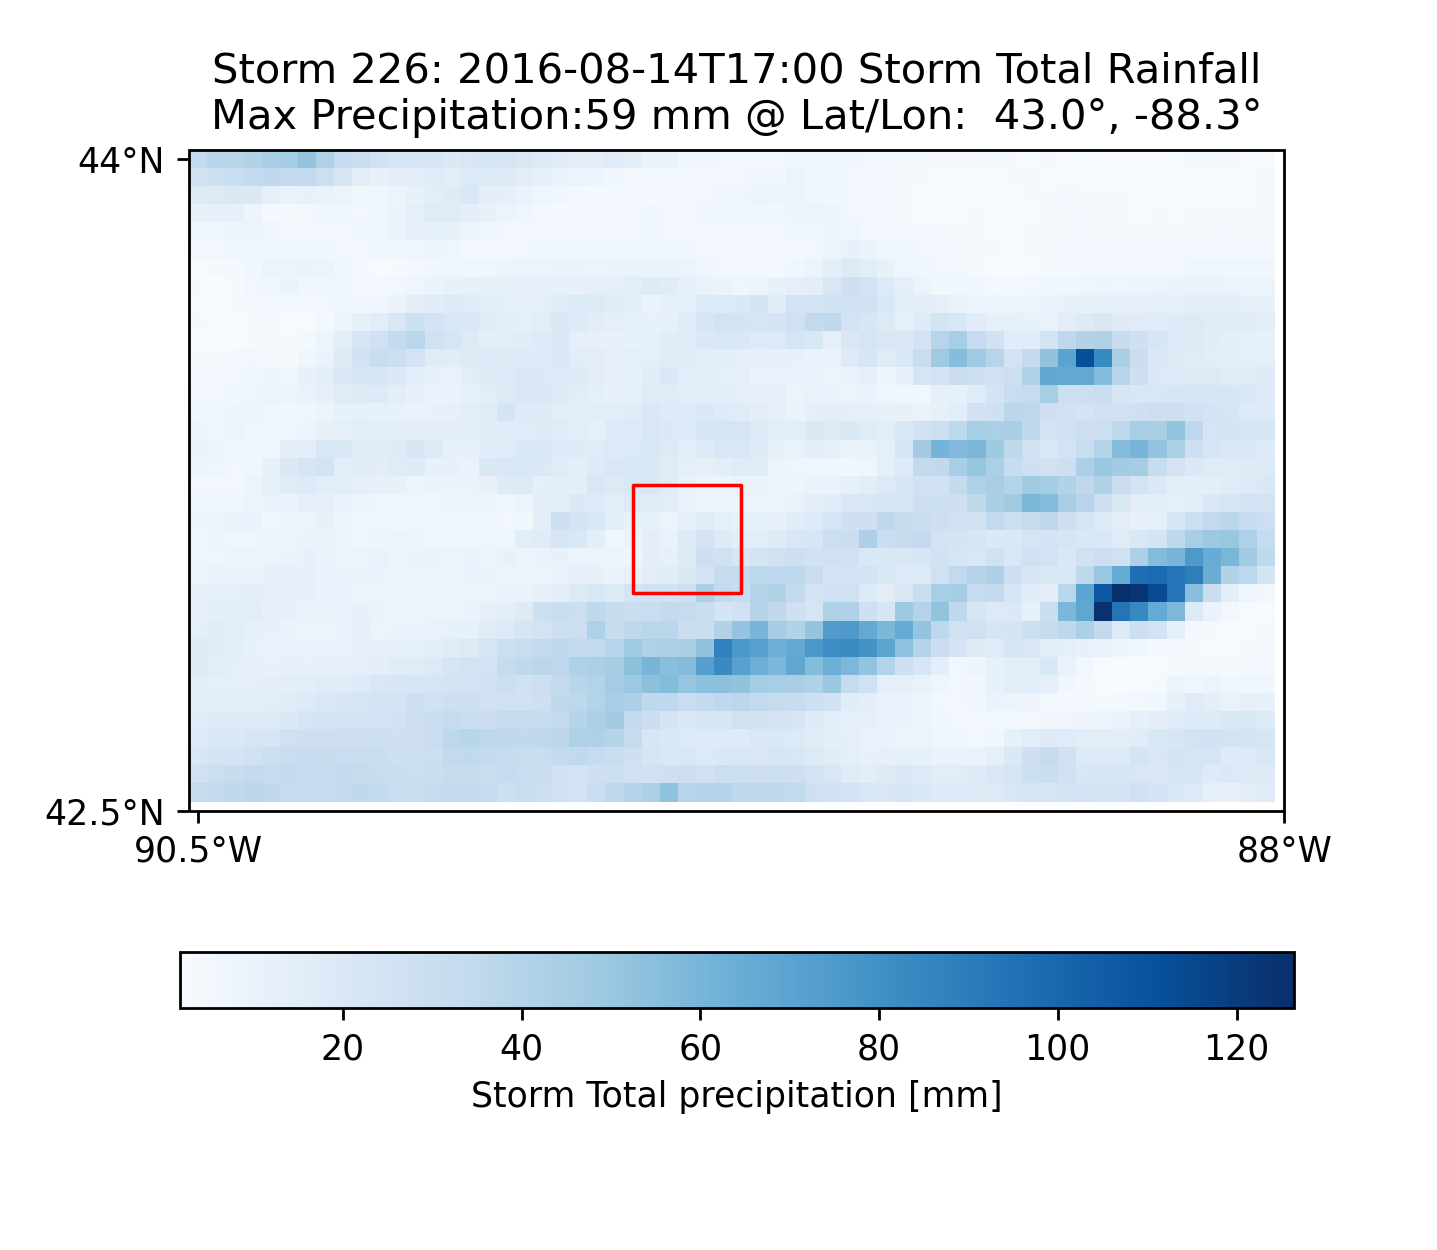 Storm 226: 2016-08-14T17:00 Storm Total Rainfall
Max Precipitation:59 mm @ Lat/Lon:  43.0°, -88.3°
44°N
42.5°N
90.5°W 88°W
20 40 60 80 100 120
Storm Total precipitation [mm]